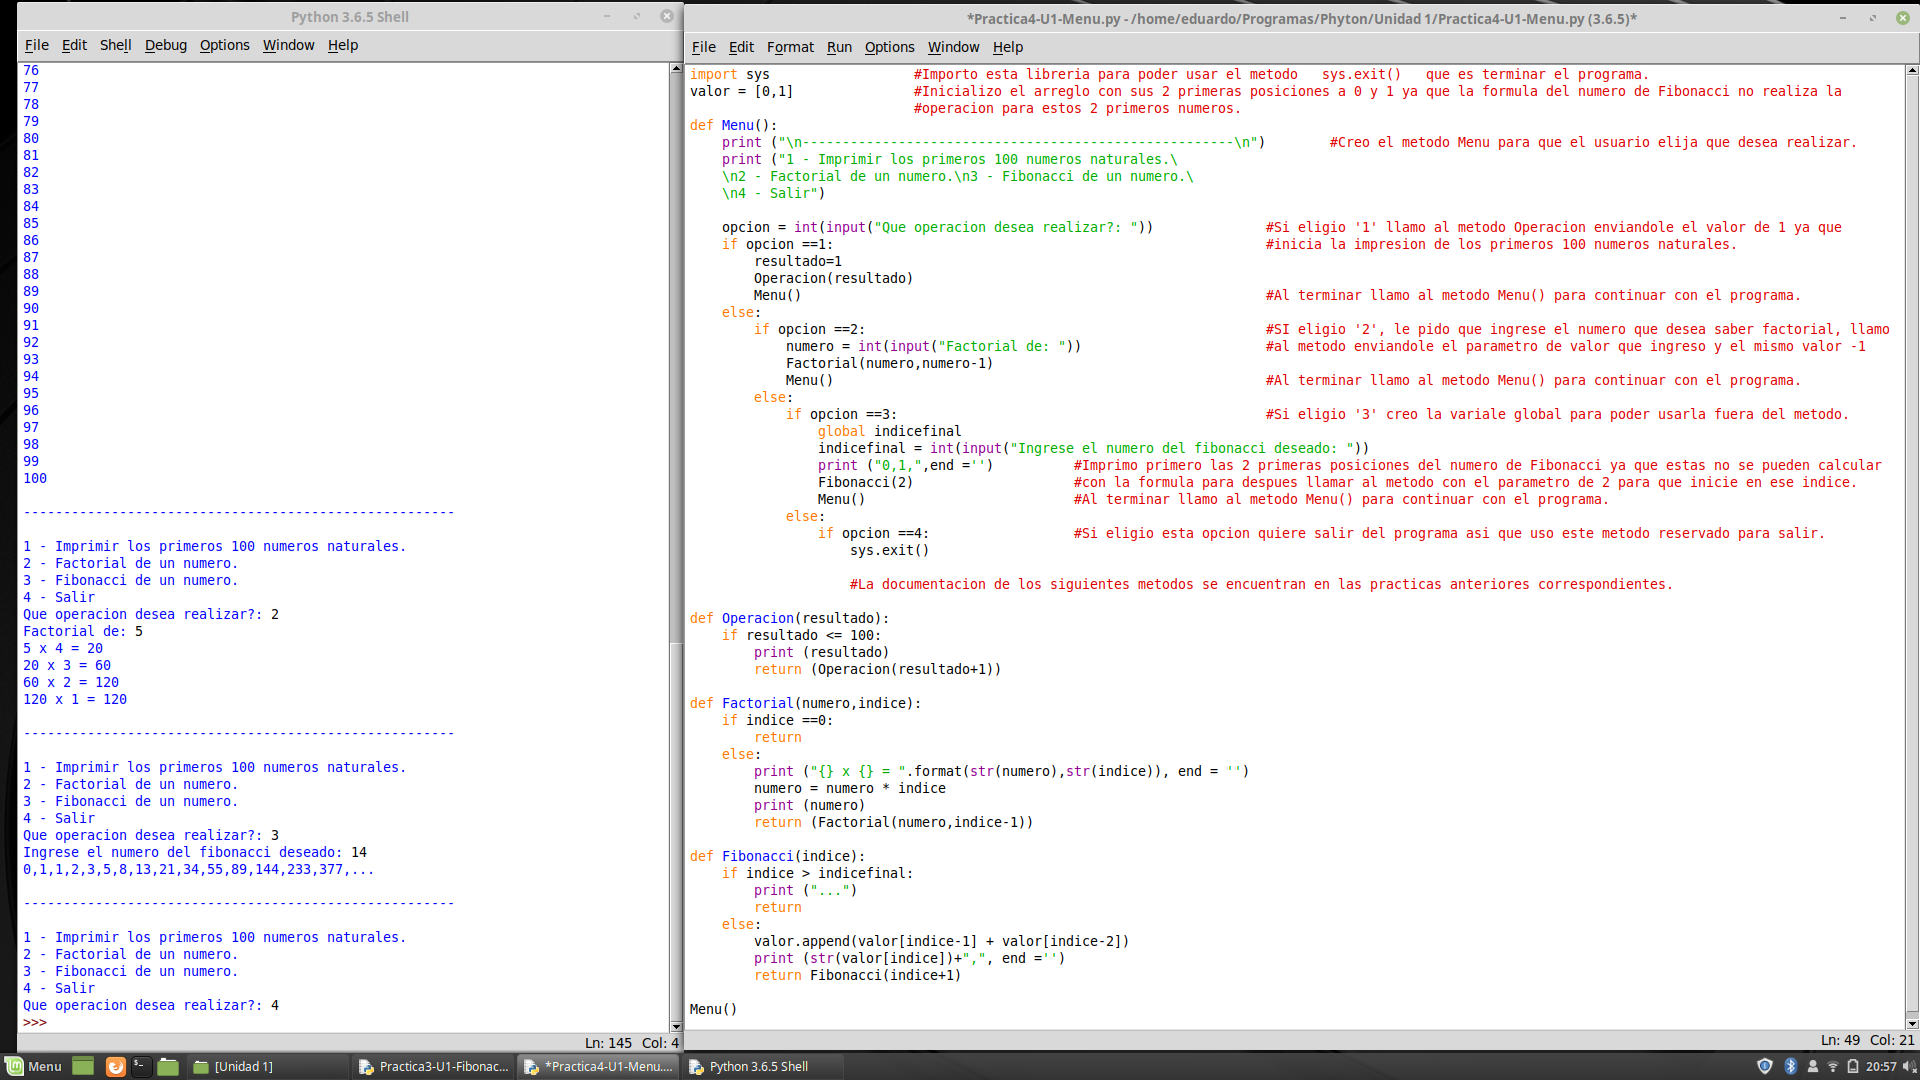 Python 3.6.5 Shell
File Edit Shell Debug Options Window Help
76
77
78
79
80
81
82
83
84
85
86
87
88
89
90
91
92
93
94
95
96
97
98
99
100
------------------------------------------------------
1 - Imprimir los primeros 100 numeros naturales.
2 - Factorial de un numero.
3 - Fibonacci de un numero.
4 - Salir
Que operacion desea realizar?: 2
Factorial de: 5
5 x 4 = 20
20 x 3 = 60
60 x 2 = 120
120 x 1 = 120
------------------------------------------------------
1 - Imprimir los primeros 100 numeros naturales.
2 - Factorial de un numero.
3 - Fibonacci de un numero.
4 - Salir
Que operacion desea realizar?: 3
Ingrese el numero del fibonacci deseado: 14
0,1,1,2,3,5,8,13,21,34,55,89,144,233,377,...
------------------------------------------------------
1 - Imprimir los primeros 100 numeros naturales.
2 - Factorial de un numero.
3 - Fibonacci de un numero.
4 - Salir
Que operacion desea realizar?: 4
>>>
Ln: 145 Col: 4
*Practica4-U1-Menu.py - /home/eduardo/Programas/Phyton/Unidad 1/Practica4-U1-Menu.py (3.6.5)*
File Edit Format Run Options Window Help
import sys #Importo esta libreria para poder usar el metodo sys.exit() que es terminar el programa.
valor = [0,1] #Inicializo el arreglo con sus 2 primeras posiciones a 0 y 1 ya que la formula del numero de Fibonacci no realiza la
#operacion para estos 2 primeros numeros.
def Menu():
print ("\n------------------------------------------------------\n") #Creo el metodo Menu para que el usuario elija que desea realizar.
print ("1 - Imprimir los primeros 100 numeros naturales.\
\n2 - Factorial de un numero.\n3 - Fibonacci de un numero.\
\n4 - Salir")
opcion = int(input("Que operacion desea realizar?: ")) #Si eligio '1' llamo al metodo Operacion enviandole el valor de 1 ya que
if opcion ==1: #inicia la impresion de los primeros 100 numeros naturales.
resultado=1
Operacion(resultado)
Menu() #Al terminar llamo al metodo Menu() para continuar con el programa.
else:
if opcion ==2: #SI eligio '2', le pido que ingrese el numero que desea saber factorial, llamo
numero = int(input("Factorial de: ")) #al metodo enviandole el parametro de valor que ingreso y el mismo valor -1
Factorial(numero,numero-1)
Menu() #Al terminar llamo al metodo Menu() para continuar con el programa.
else:
if opcion ==3: #Si eligio '3' creo la variale global para poder usarla fuera del metodo.
global indicefinal
indicefinal = int(input("Ingrese el numero del fibonacci deseado: "))
print ("0,1,",end ='') #Imprimo primero las 2 primeras posiciones del numero de Fibonacci ya que estas no se pueden calcular
Fibonacci(2) #con la formula para despues llamar al metodo con el parametro de 2 para que inicie en ese indice.
Menu() #Al terminar llamo al metodo Menu() para continuar con el programa.
else:
if opcion ==4: #Si eligio esta opcion quiere salir del programa asi que uso este metodo reservado para salir.
sys.exit()
#La documentacion de los siguientes metodos se encuentran en las practicas anteriores correspondientes.
def Operacion(resultado):
if resultado <= 100:
print (resultado)
return (Operacion(resultado+1))
def Factorial(numero,indice):
if indice ==0:
return
else:
print ("{} x {} = ".format(str(numero),str(indice)), end = '')
numero = numero * indice
print (numero)
return (Factorial(numero,indice-1))
def Fibonacci(indice):
if indice > indicefinal:
print ("...")
return
else:
valor.append(valor[indice-1] + valor[indice-2])
print (str(valor[indice])+",", end ='')
return Fibonacci(indice+1)
Menu()
Ln: 49 Col: 21
Menu [Unidad 1] Practica3-U1-Fibonac... *Practica4-U1-Menu.... Python 3.6.5 Shell 20:57